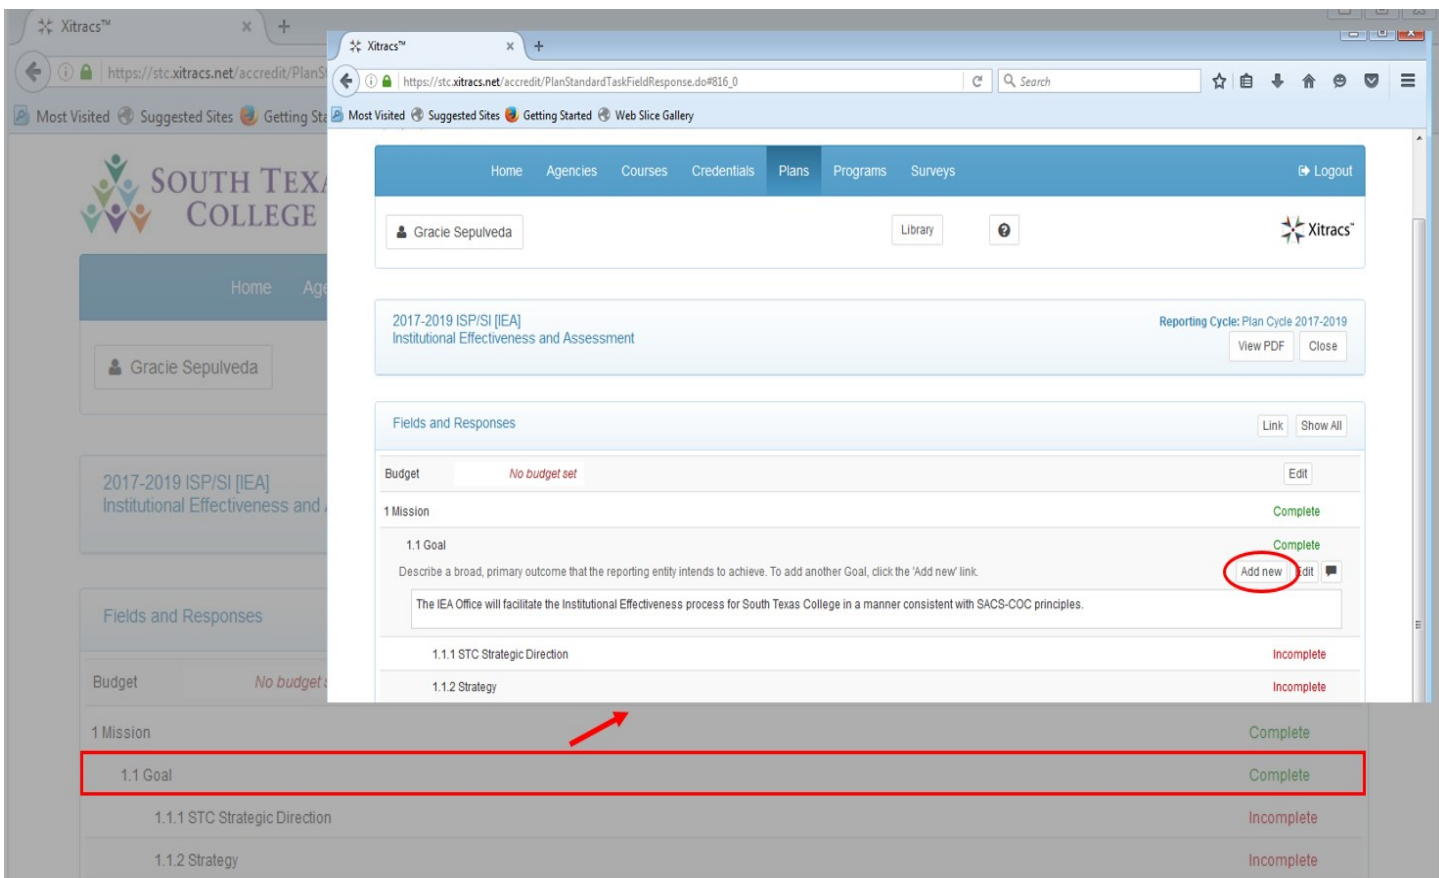 Xitracs™
https://stc.xitracs.net/accredit/PlanS
Most Visited Suggested Sites Getting Sta
SOUTH TEXA
COLLEGE
Home Age
Gracie Sepulveda
2017-2019 ISP/SI [IEA]
Institutional Effectiveness and
Fields and Responses
Budget No budget
1 Mission Complete
1.1 Goal Complete
1.1.1 STC Strategic Direction Incomplete
1.1.2 Strategy Incomplete
Xitracs™
https://stc.xitracs.net/accredit/PlanStandardTaskFieldResponse.do#816_0 Search
Most Visited Suggested Sites Getting Started Web Slice Gallery
Home Agencies Courses Credentials Plans Programs Surveys Logout
Gracie Sepulveda Library Xitracs™
2017-2019 ISP/SI [IEA] Reporting Cycle: Plan Cycle 2017-2019
Institutional Effectiveness and Assessment View PDF Close
Fields and Responses Link Show All
Budget No budget set Edit
1 Mission Complete
1.1 Goal Complete
Describe a broad, primary outcome that the reporting entity intends to achieve. To add another Goal, click the 'Add new' link. Add new Edit
The IEA Office will facilitate the Institutional Effectiveness process for South Texas College in a manner consistent with SACS-COC principles.
1.1.1 STC Strategic Direction Incomplete
1.1.2 Strategy Incomplete